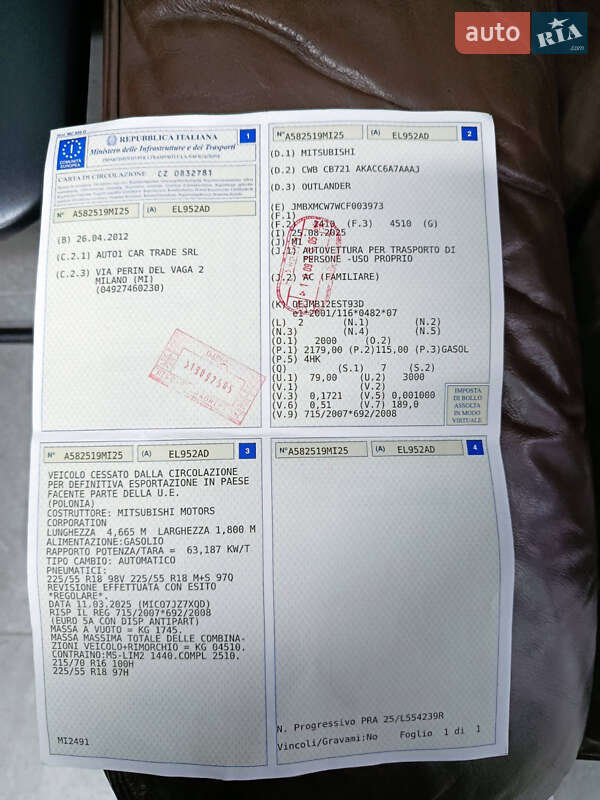 auto RIA.com
I
COMUNITÀ
EUROPEA
REPUBBLICA ITALIANA
Ministero delle Infrastrutture e dei Trasporti
1
CARTA DI CIRCOLAZIONE CZ 0832781
N° A582519MI25 (A) EL952AD
(B) 26.04.2012
(C.2.1) AUTO1 CAR TRADE SRL
(C.2.3) VIA PERIN DEL VAGA 2
MILANO (MI)
(04927460230)
N° A582519MI25 (A) EL952AD 2
(D.1) MITSUBISHI
(D.2) CWB CB721 AKACC6A7AAAJ
(D.3) OUTLANDER
(E) JMBXMCW7WCF003973
(F.1)
(F.2) 2410 (F.3) 4510 (G)
(I) 25.08.2025
(J) M1
(J.1) AUTOVETTURA PER TRASPORTO DI
PERSONE -USO PROPRIO
(J.2) AC (FAMILIARE)
(K) OEJMB12EST93D
e1*2001/116*0482*07
(L) 2 (N.1) (N.2)
(N.3) (N.4) (N.5)
(O.1) 2000 (O.2)
(P.1) 2179,00 (P.2)115,00 (P.3)GASOL
(P.5) 4HK
(Q) (S.1) 7 (S.2)
(U.1) 79,00 (U.2) 3000
(V.1) (V.2)
(V.3) 0,1721 (V.5) 0,001000
(V.6) 0,51 (V.7) 189,0
(V.9) 715/2007*692/2008
IMPOSTA
DI BOLLO
ASSOLTA
IN MODO
VIRTUALE
N° A582519MI25 (A) EL952AD 3
VEICOLO CESSATO DALLA CIRCOLAZIONE
PER DEFINITIVA ESPORTAZIONE IN PAESE
FACENTE PARTE DELLA U.E.
(POLONIA)
COSTRUTTORE: MITSUBISHI MOTORS
CORPORATION
LUNGHEZZA 4,665 M LARGHEZZA 1,800 M
ALIMENTAZIONE:GASOLIO
RAPPORTO POTENZA/TARA = 63,187 KW/T
TIPO CAMBIO: AUTOMATICO
PNEUMATICI:
225/55 R18 98V 225/55 R18 M+S 97Q
REVISIONE EFFETTUATA CON ESITO
*REGOLARE*.
DATA 11.03.2025 (MICO7JZ7XQD)
RISP IL REG 715/2007*692/2008
(EURO 5A CON DISP ANTIPART)
MASSA A VUOTO = KG 1745.
MASSA MASSIMA TOTALE DELLE COMBINA-
ZIONI VEICOLO+RIMORCHIO = KG 04510.
CONTRAINO:MS-LIM2 1440.COMPL 2510.
215/70 R16 100H
225/55 R18 97H
MI2491
N° A582519MI25 (A) EL952AD 4
N. Progressivo PRA 25/L554239R
Vincoli/Gravami:No Foglio 1 di 1